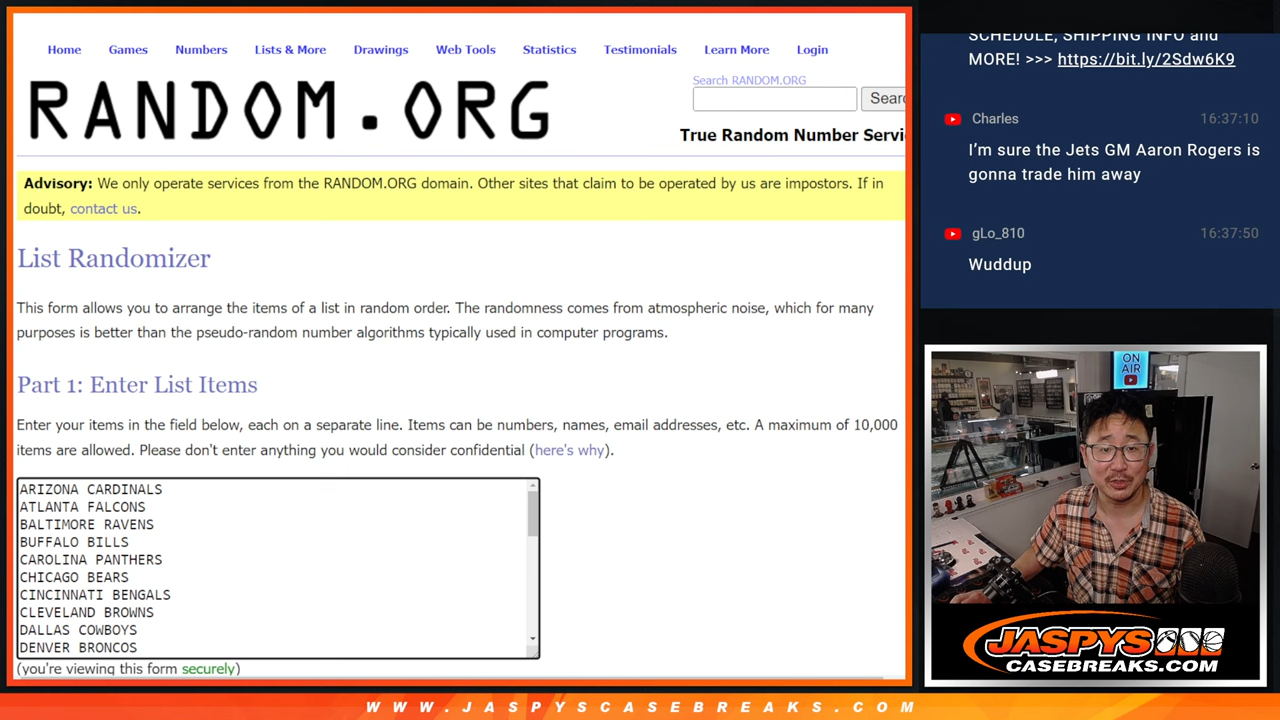 Home Games Numbers Lists & More Drawings Web Tools Statistics Testimonials Learn More Login
RANDOM.ORG
Search RANDOM.ORG
Searc
True Random Number Servi
Advisory: We only operate services from the RANDOM.ORG domain. Other sites that claim to be operated by us are impostors. If in
doubt, contact us.
List Randomizer
This form allows you to arrange the items of a list in random order. The randomness comes from atmospheric noise, which for many
purposes is better than the pseudo-random number algorithms typically used in computer programs.
Part 1: Enter List Items
Enter your items in the field below, each on a separate line. Items can be numbers, names, email addresses, etc. A maximum of 10,000
items are allowed. Please don't enter anything you would consider confidential (here's why).
ARIZONA CARDINALS
ATLANTA FALCONS
BALTIMORE RAVENS
BUFFALO BILLS
CAROLINA PANTHERS
CHICAGO BEARS
CINCINNATI BENGALS
CLEVELAND BROWNS
DALLAS COWBOYS
DENVER BRONCOS
(you're viewing this form securely)
SCHEDULE, SHIPPING INFO and
MORE! >>> https://bit.ly/2Sdw6K9
Charles 16:37:10
I'm sure the Jets GM Aaron Rogers is
gonna trade him away
gLo_810 16:37:50
Wuddup
ON
AIR
JASPYS
CASEBREAKS.COM
WWW.JASPYSCASEBREAKS.COM